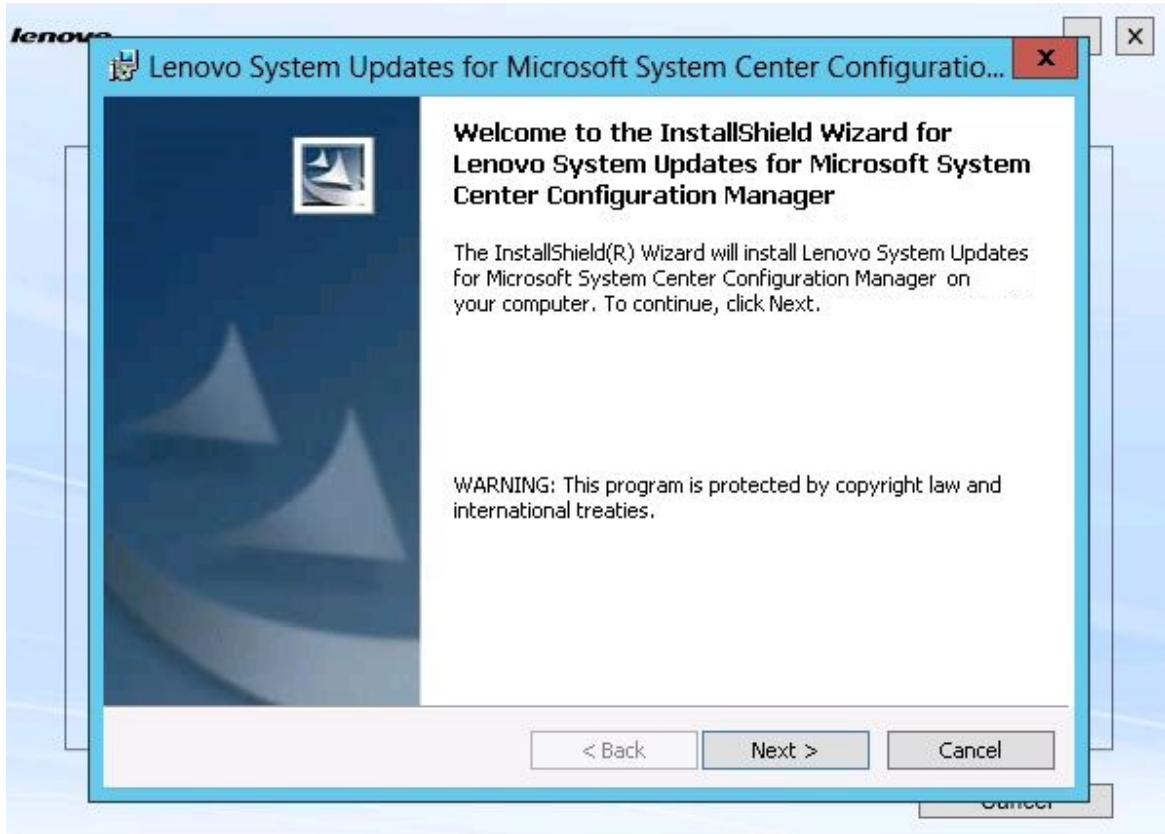 lenovo
Lenovo System Updates for Microsoft System Center Configuratio...
X
X
Welcome to the InstallShield Wizard for
Lenovo System Updates for Microsoft System
Center Configuration Manager
The InstallShield(R) Wizard will install Lenovo System Updates
for Microsoft System Center Configuration Manager on
your computer. To continue, click Next.
WARNING: This program is protected by copyright law and
international treaties.
< Back
Next >
Cancel
Cancel